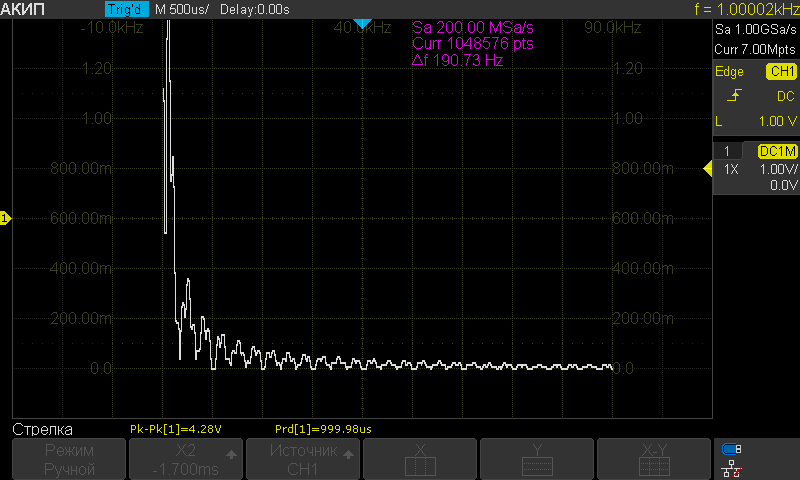 АКИП Trig'd M 500us/ Delay:0.00s f = 1.00002kHz
-10.0kHz 40.0kHz 90.0kHz
Sa 200.00 MSa/s
Curr 1048576 pts
Δf 190.73 Hz
Sa 1.00GSa/s
Curr 7.00Mpts
Edge CH1
DC
L 1.00 V
1 DC1M
1X 1.00V/
0.0V
1.20 1.20
1.00 1.00
800.00m 800.00m
1
600.00m 600.00m
400.00m 400.00m
200.00m 200.00m
0.0 0.0
Стрелка Pk-Pk[1]=4.28V Prd[1]=999.98us
Режим X2 Источник X Y X-Y
Ручной -1.700ms CH1